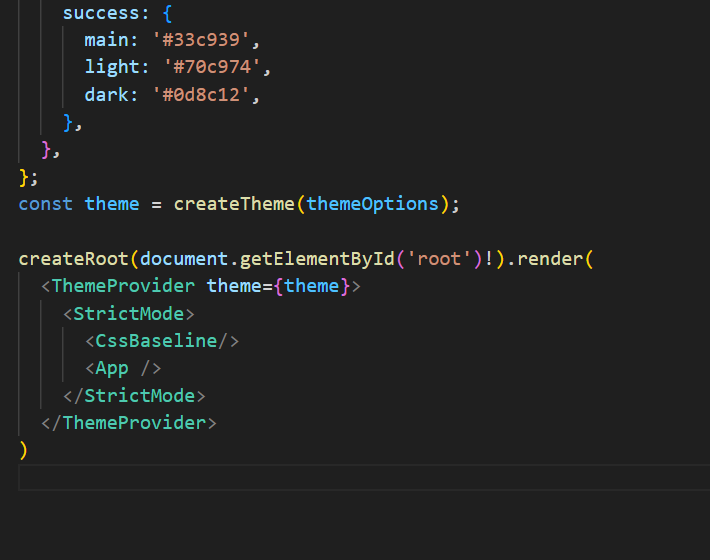 success: {
main: '#33c939',
light: '#70c974',
dark: '#0d8c12',
},
},
};
const theme = createTheme(themeOptions);
createRoot(document.getElementById('root')!).render(
<ThemeProvider theme={theme}>
<StrictMode>
<CssBaseline/>
<App />
</StrictMode>
</ThemeProvider>
)